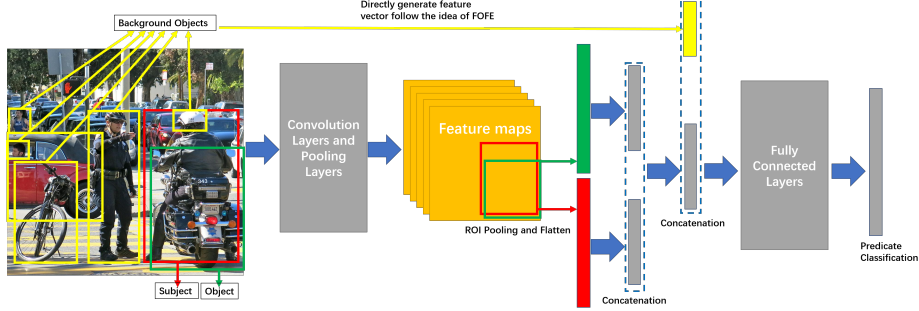 Directly generate feature
vector follow the idea of FOFE
Background Objects
Convolution
Layers and
Pooling
Layers
Feature maps
Fully
Connected
Layers
343
ROI Pooling and Flatten
Concatenation
Predicate
Classification
Subject
Object
Concatenation